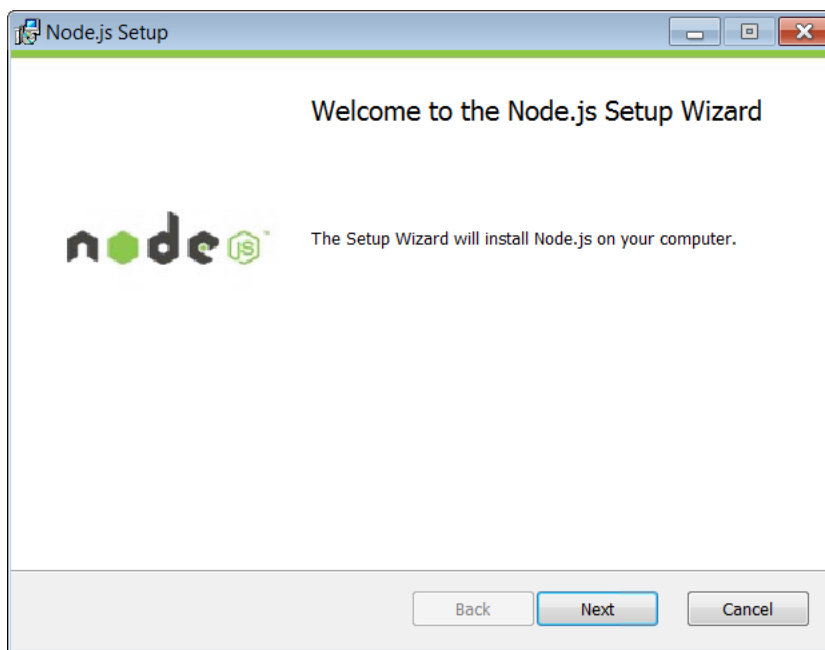 Node.js Setup
Welcome to the Node.js Setup Wizard
node JS™
The Setup Wizard will install Node.js on your computer.
Back Next Cancel